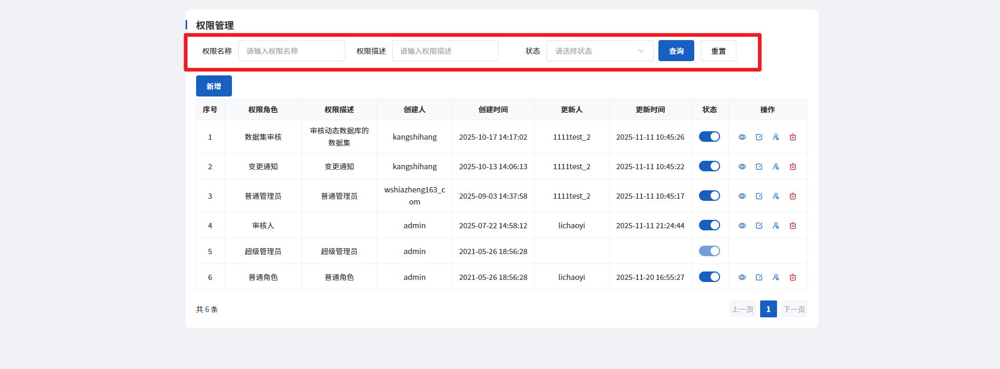 权限管理
权限名称 请输入权限名称 权限描述 请输入权限描述 状态 请选择状态 查询 重置
新增
序号 权限角色 权限描述 创建人 创建时间 更新人 更新时间 状态 操作
1 数据集审核 审核动态数据库的 kangshihang 2025-10-17 14:17:02 1111test_2 2025-11-11 10:45:26
数据集
2 变更通知 变更通知 kangshihang 2025-10-13 14:06:13 1111test_2 2025-11-11 10:45:22
3 普通管理员 普通管理员 wshiazheng163_c 2025-09-03 14:37:58 1111test_2 2025-11-11 10:45:17
om
4 审核人 admin 2025-07-22 14:58:12 lichaoyi 2025-11-11 21:24:44
5 超级管理员 超级管理员 admin 2021-05-26 18:56:28
6 普通角色 普通角色 admin 2021-05-26 18:56:28 lichaoyi 2025-11-20 16:55:27
共 6 条 上一页 1 下一页